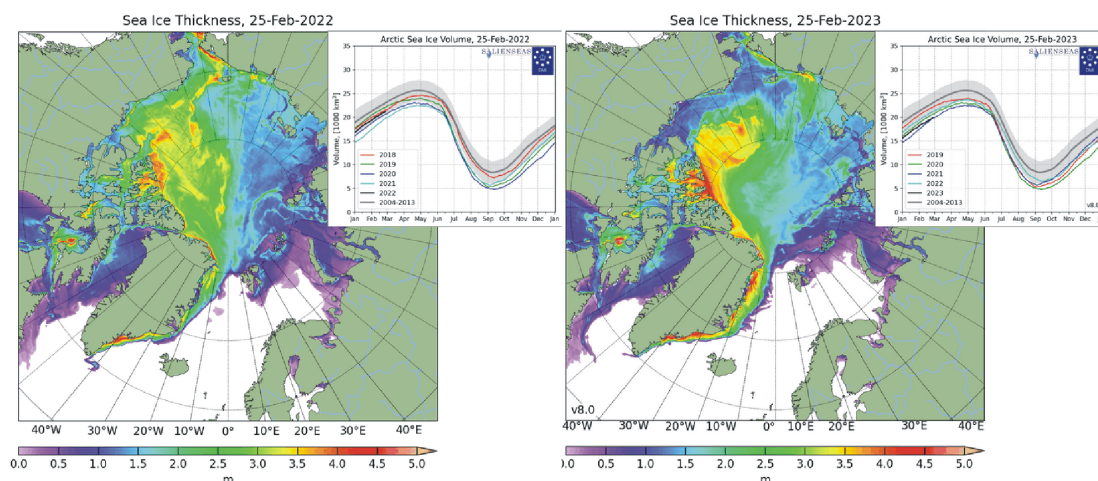 Sea Ice Thickness, 25-Feb-2022
Arctic Sea Ice Volume, 25-Feb-2022
SALIENSEAS
DMI
35
30
25
20
15
10
5
0
Volume, [1000 km³]
2018
2019
2020
2021
2022
2004-2013
Jan Feb March Apr May Jun Jul Aug Sep Oct Nov Dec Jan
40°W 30°W 20°W 10°W 0° 10°E 20°E 30°E
0.0 0.5 1.0 1.5 2.0 2.5 3.0 3.5 4.0 4.5 5.0
m
Sea Ice Thickness, 25-Feb-2023
Arctic Sea Ice Volume, 25-Feb-2023
SALIENSEAS
DMI
35
30
25
20
15
10
5
0
Volume, [1000 km³]
2019
2020
2021
2022
2023
2004-2013
v8.0
Jan Feb March Apr May Jun Jul Aug Sep Oct Nov Dec
v8.0
40°W 30°W 20°W 10°W 0° 10°E 20°E 30°E 40°E
).0 0.5 1.0 1.5 2.0 2.5 3.0 3.5 4.0 4.5 5.0
m